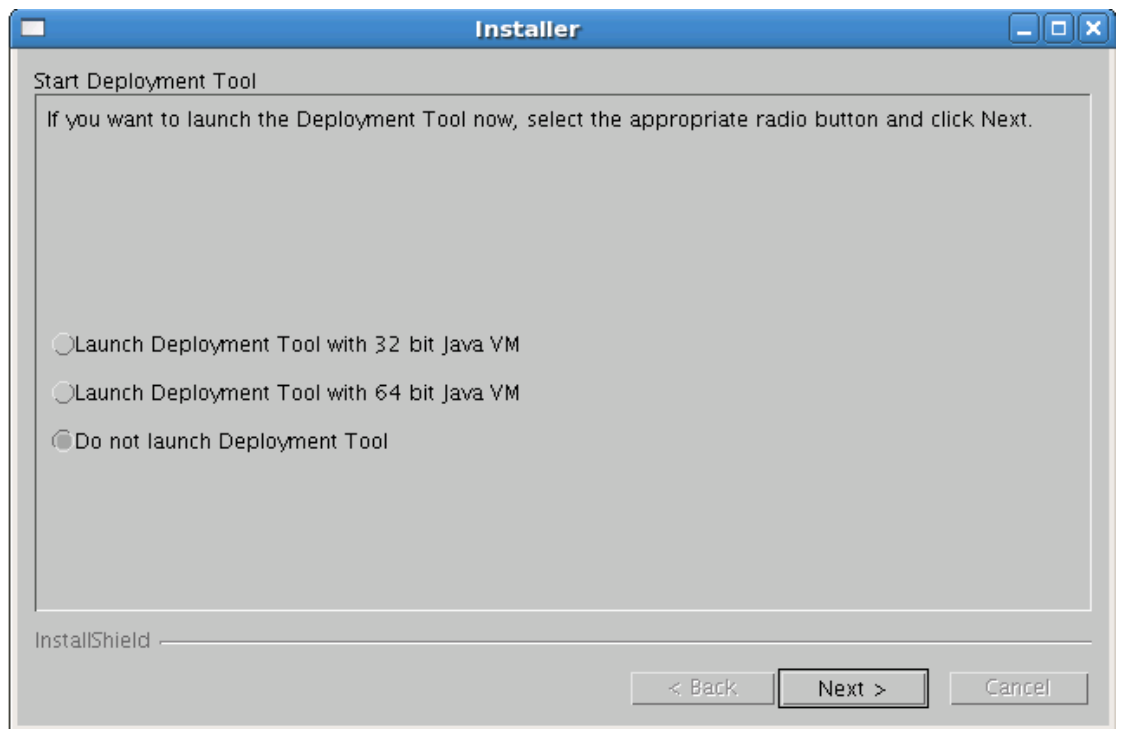 Installer
Start Deployment Tool
If you want to launch the Deployment Tool now, select the appropriate radio button and click Next.
Launch Deployment Tool with 32 bit Java VM
Launch Deployment Tool with 64 bit Java VM
Do not launch Deployment Tool
InstallShield
< Back Next > Cancel